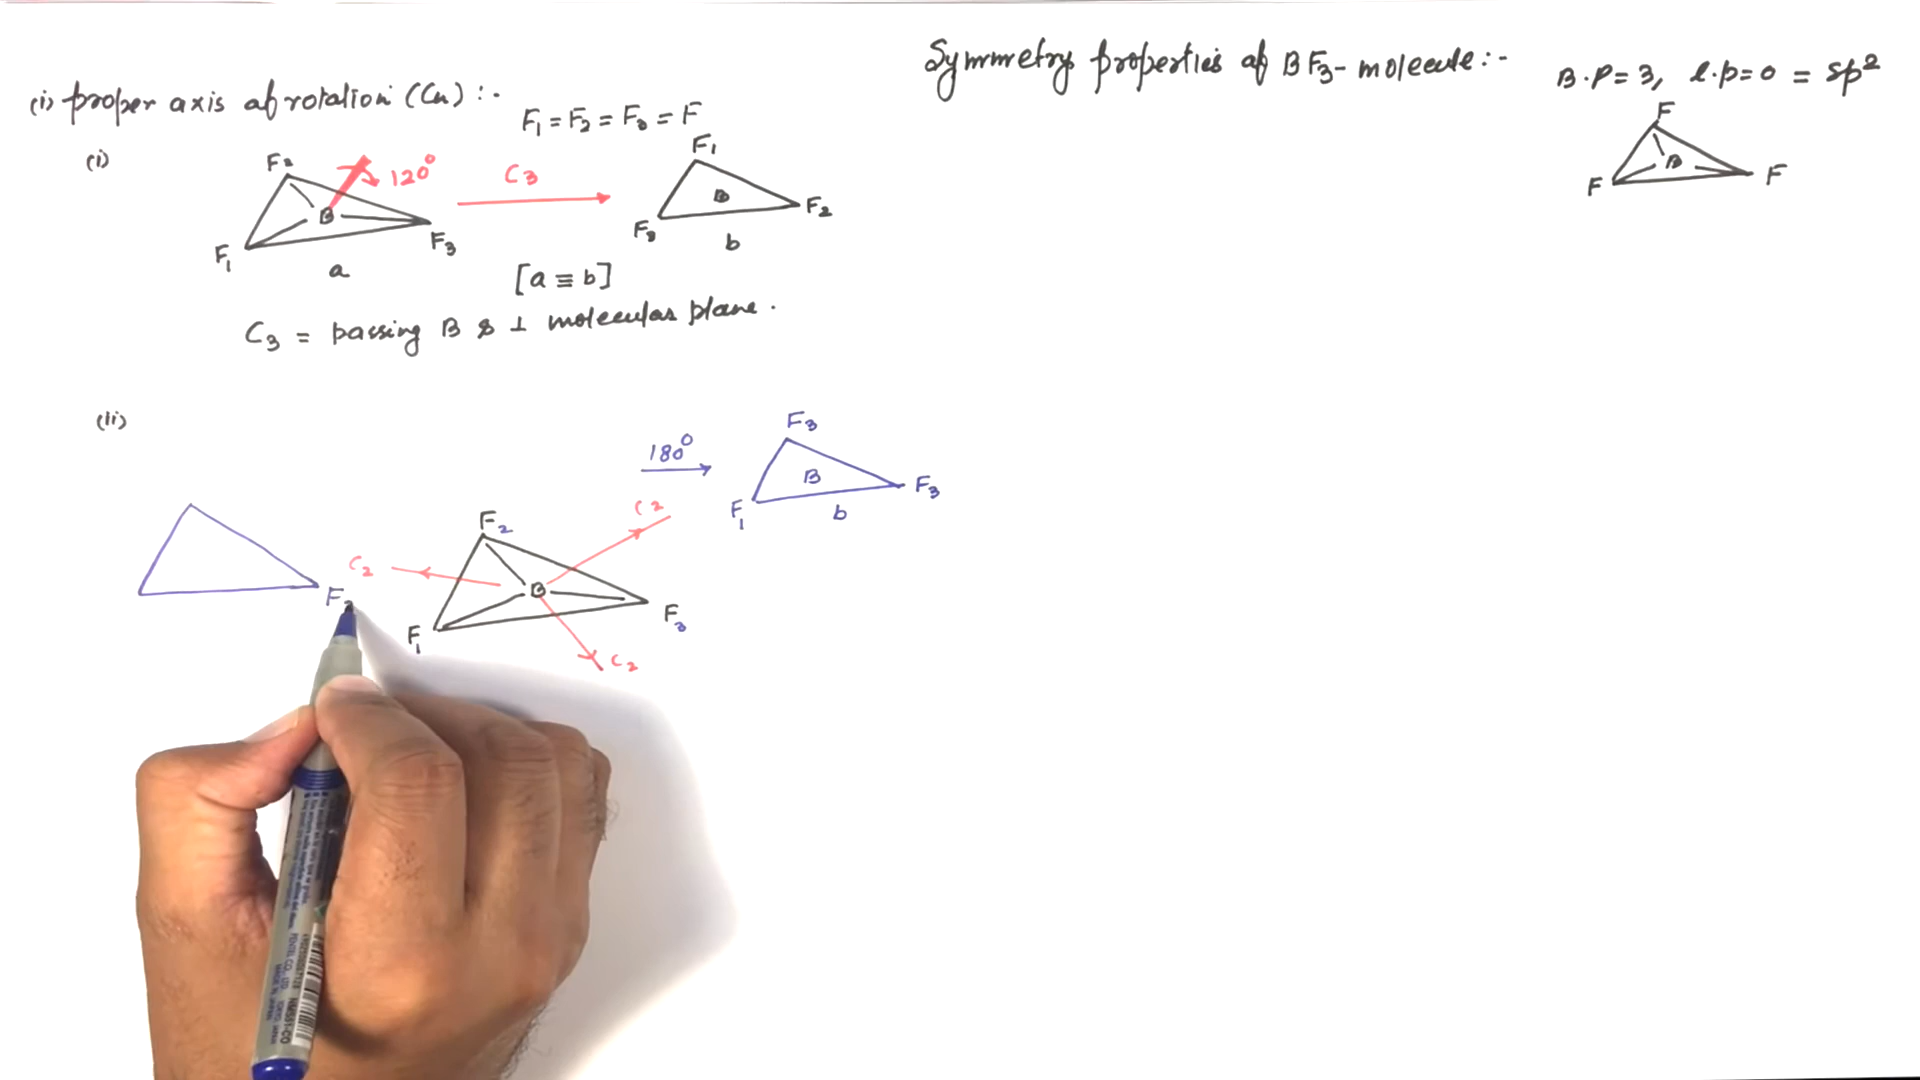 Symmetry properties of BF3- molecule:-
B.P=3, l.p=0 = sp2
F
B
F F
(i) proper axis of rotation (Cn):-
F1 = F2 = F3 = F
(i)
F2 120° C3 F1
B B
F1 F3 F3 F2
a b
[a ≡ b]
C3 = passing B & ⊥ molecular plane.
(ii)
180° F3
B
F1 F3
b
C2
F2
C2 B
F1 F3
C2
F